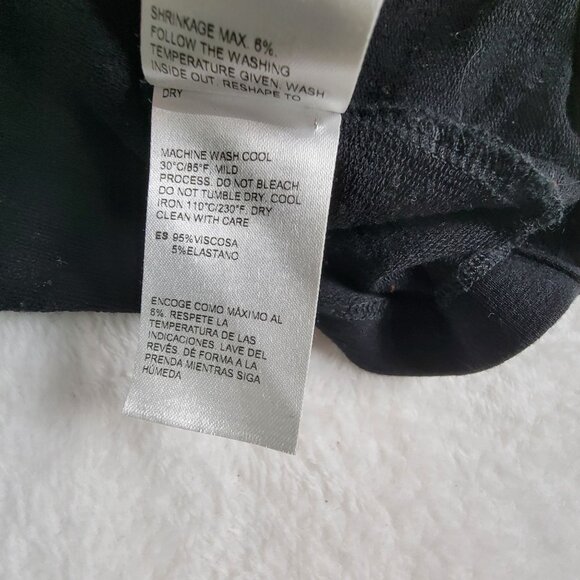 SHRINKAGE MAX. 6%.
FOLLOW THE WASHING
TEMPERATURE GIVEN. WASH
INSIDE OUT. RESHAPE TO
DRY
MACHINE WASH COOL
30°C/85°F, MILD
PROCESS. DO NOT BLEACH
DO NOT TUMBLE DRY. COOL
IRON 110°C/230°F. DRY
CLEAN WITH CARE
ES 95%VISCOSA
5%ELASTANO
ENCOGE COMO MÁXIMO AL
6%. RESPETE LA
TEMPERATURA DE LAS
INDICACIONES. LAVE DEL
REVÉS. DÉ FORMA A LA
PRENDA MIENTRAS SIGA
HÚMEDA